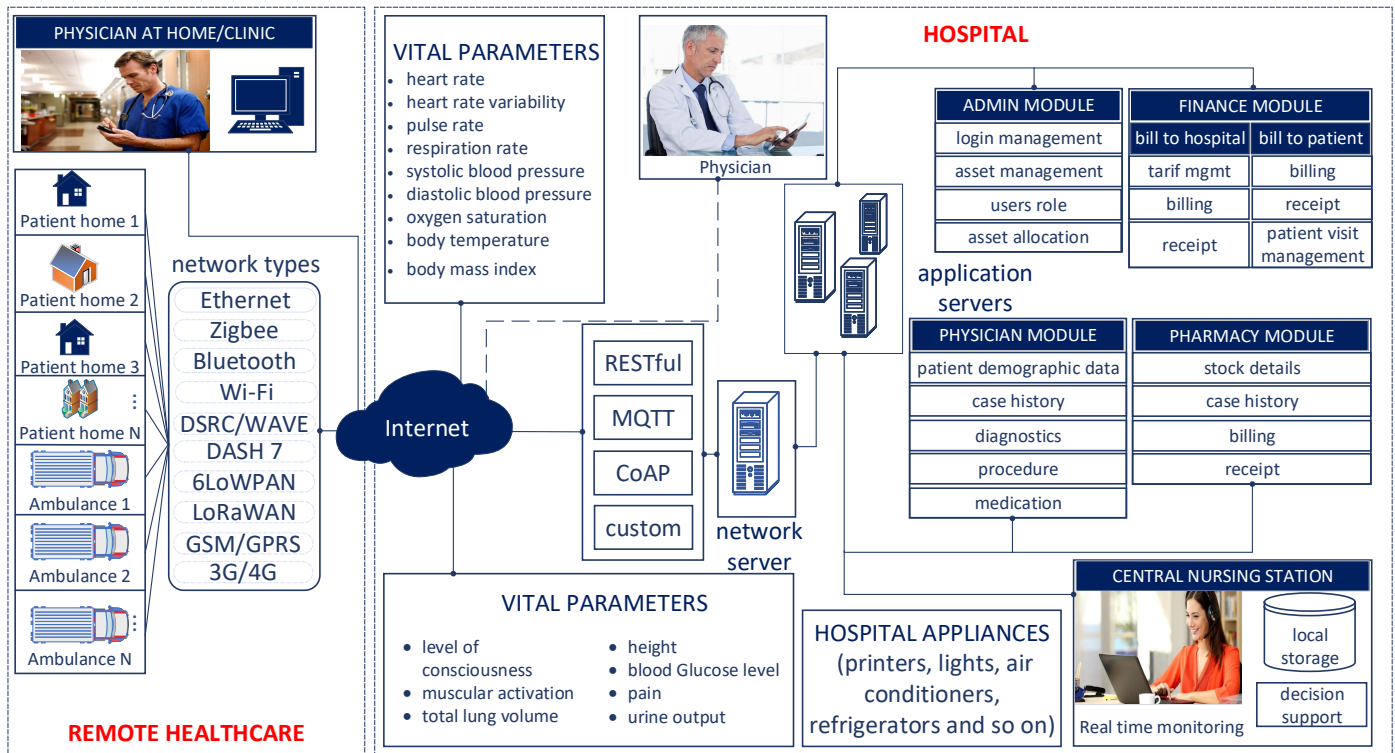 PHYSICIAN AT HOME/CLINIC
Patient home 1
Patient home 2
Patient home 3
⋮
Patient home N
Ambulance 1
Ambulance 2
⋮
Ambulance N
network types
Ethernet
Zigbee
Bluetooth
Wi-Fi
DSRC/WAVE
DASH 7
6LoWPAN
LoRaWAN
GSM/GPRS
3G/4G
REMOTE HEALTHCARE
HOSPITAL
VITAL PARAMETERS
• heart rate
• heart rate variability
• pulse rate
• respiration rate
• systolic blood pressure
• diastolic blood pressure
• oxygen saturation
• body temperature
• body mass index
Physician
Internet
RESTful
MQTT
CoAP
custom
network
server
application
servers
ADMIN MODULE
login management
asset management
users role
asset allocation
FINANCE MODULE
bill to hospital
bill to patient
tarif mgmt
billing
billing
receipt
receipt
patient visit
management
PHYSICIAN MODULE
patient demographic data
case history
diagnostics
procedure
medication
PHARMACY MODULE
stock details
case history
billing
receipt
VITAL PARAMETERS
• level of
consciousness
• muscular activation
• total lung volume
• height
• blood Glucose level
• pain
• urine output
HOSPITAL APPLIANCES
(printers, lights, air
conditioners,
refrigerators and so on)
CENTRAL NURSING STATION
Real time monitoring
local
storage
decision
support